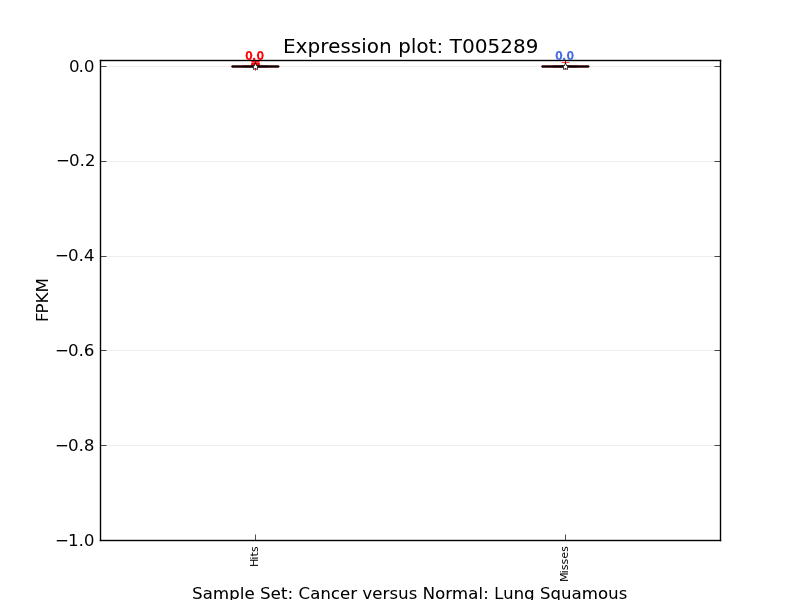 Expression plot: T005289
0.0 0.0
0.0
−0.2
−0.4
−0.6
−0.8
−1.0
FPKM
Hits
Misses
Sample Set: Cancer versus Normal: Lung Squamous